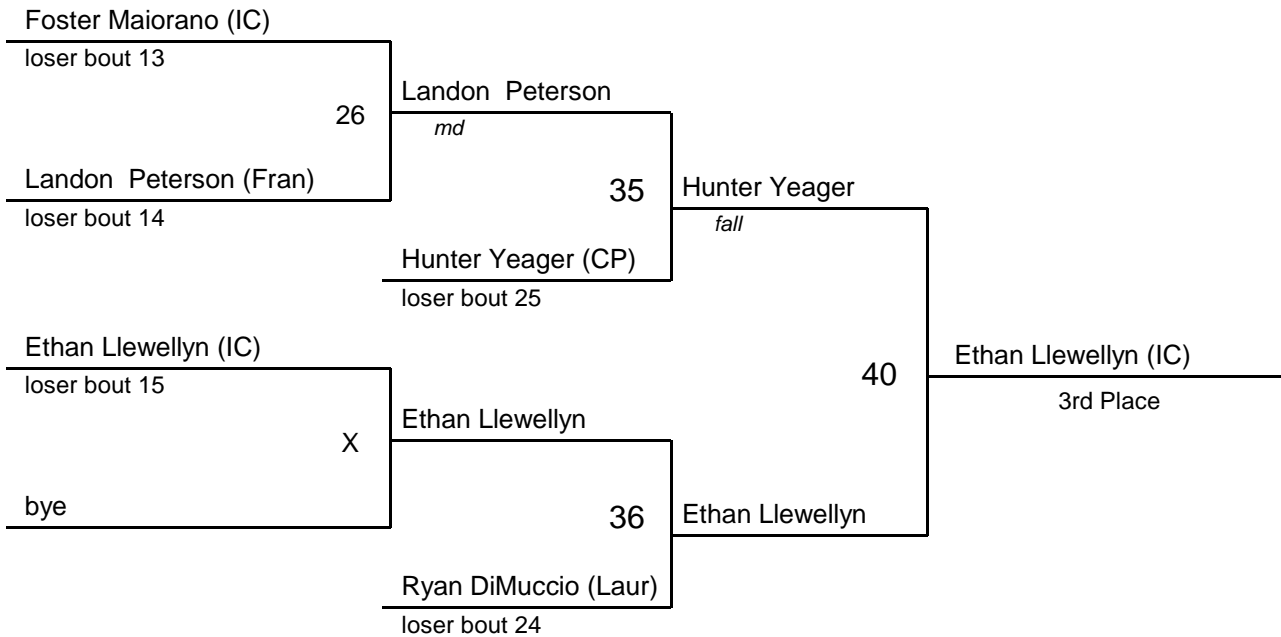 Foster Maiorano (IC)
loser bout 13
26
Landon Peterson
md
Landon Peterson (Fran)
loser bout 14
35
Hunter Yeager
fall
Hunter Yeager (CP)
loser bout 25
Ethan Llewellyn (IC)
loser bout 15
40
Ethan Llewellyn (IC)
3rd Place
X
Ethan Llewellyn
bye
36
Ethan Llewellyn
Ryan DiMuccio (Laur)
loser bout 24